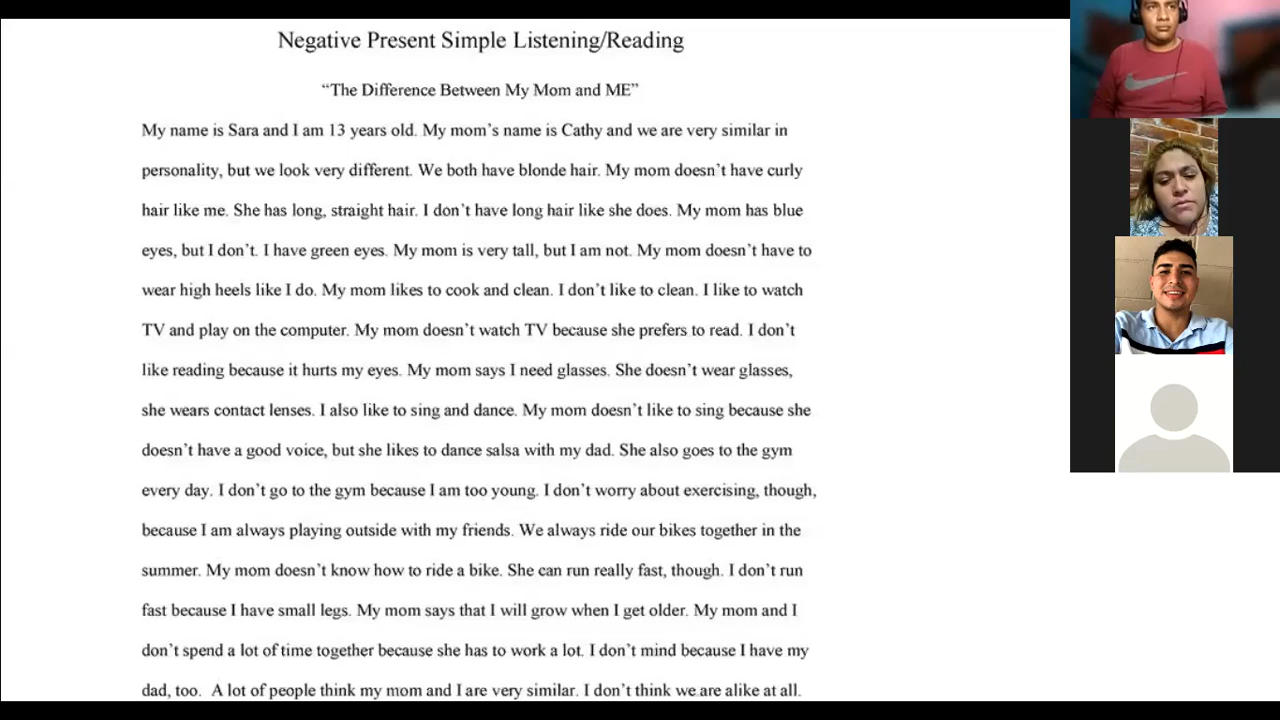 Negative Present Simple Listening/Reading
“The Difference Between My Mom and ME”
My name is Sara and I am 13 years old. My mom’s name is Cathy and we are very similar in
personality, but we look very different. We both have blonde hair. My mom doesn’t have curly
hair like me. She has long, straight hair. I don’t have long hair like she does. My mom has blue
eyes, but I don’t. I have green eyes. My mom is very tall, but I am not. My mom doesn’t have to
wear high heels like I do. My mom likes to cook and clean. I don’t like to clean. I like to watch
TV and play on the computer. My mom doesn’t watch TV because she prefers to read. I don’t
like reading because it hurts my eyes. My mom says I need glasses. She doesn’t wear glasses,
she wears contact lenses. I also like to sing and dance. My mom doesn’t like to sing because she
doesn’t have a good voice, but she likes to dance salsa with my dad. She also goes to the gym
every day. I don’t go to the gym because I am too young. I don’t worry about exercising, though,
because I am always playing outside with my friends. We always ride our bikes together in the
summer. My mom doesn’t know how to ride a bike. She can run really fast, though. I don’t run
fast because I have small legs. My mom says that I will grow when I get older. My mom and I
don’t spend a lot of time together because she has to work a lot. I don’t mind because I have my
dad, too.  A lot of people think my mom and I are very similar. I don’t think we are alike at all.